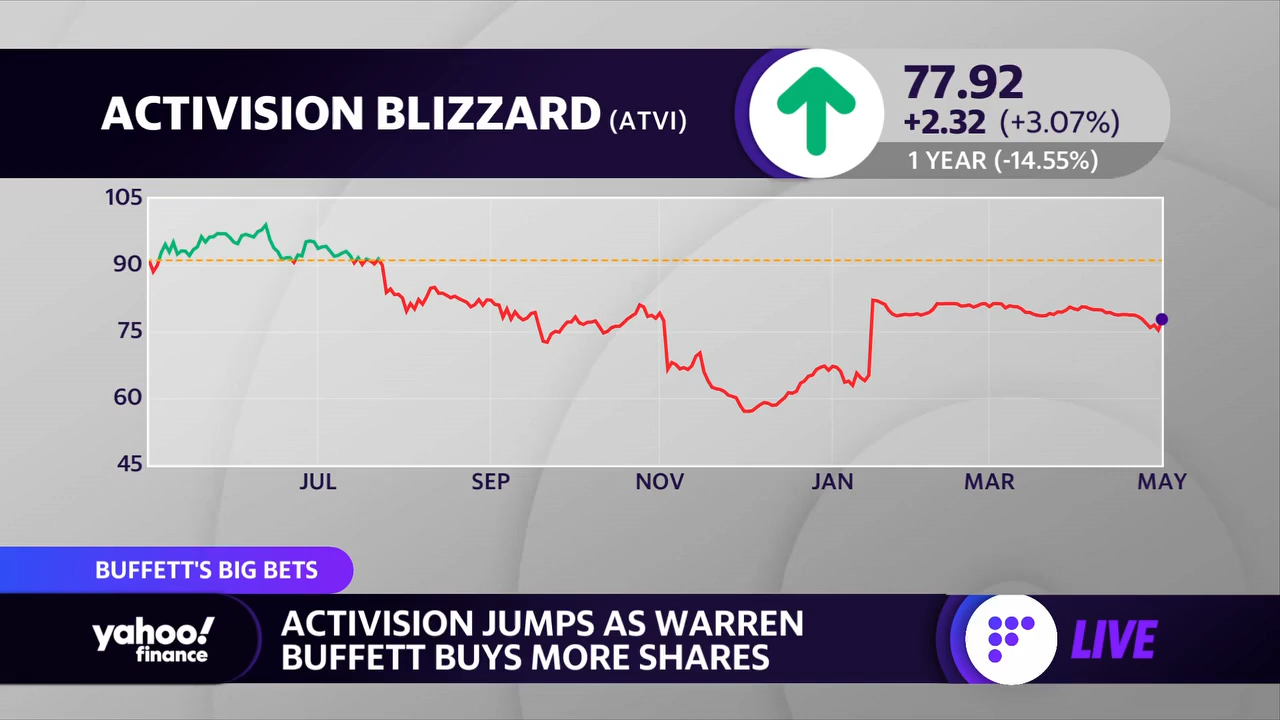 ACTIVISION BLIZZARD (ATVI)
77.92
+2.32 (+3.07%)
1 YEAR (-14.55%)
105
90
75
60
45
JUL SEP NOV JAN MAR MAY
BUFFETT'S BIG BETS
yahoo!
finance
ACTIVISION JUMPS AS WARREN
BUFFETT BUYS MORE SHARES
LIVE